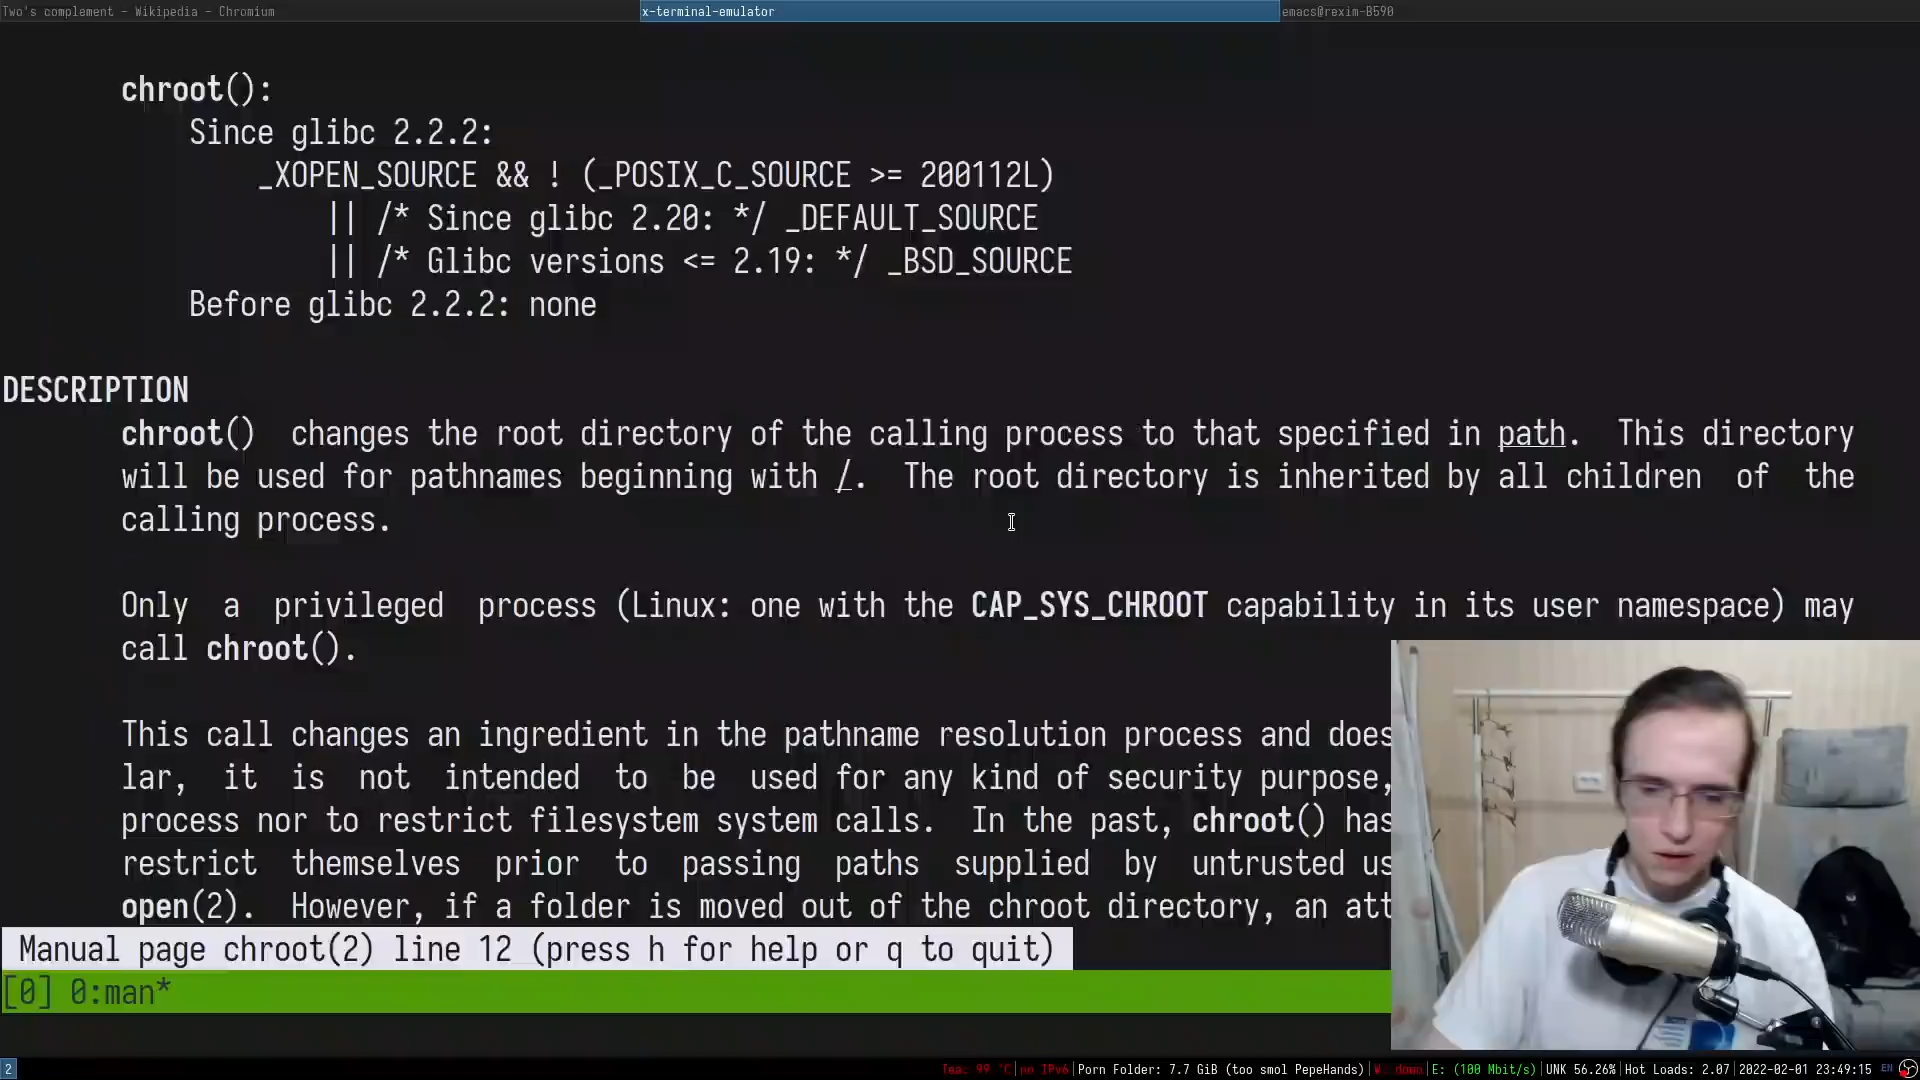 Two's complement - Wikipedia - Chromium
x-terminal-emulator
emacs@rexim-B590
chroot():
Since glibc 2.2.2:
_XOPEN_SOURCE && ! (_POSIX_C_SOURCE >= 200112L)
|| /* Since glibc 2.20: */ _DEFAULT_SOURCE
|| /* Glibc versions <= 2.19: */ _BSD_SOURCE
Before glibc 2.2.2: none
DESCRIPTION
chroot() changes the root directory of the calling process to that specified in path. This directory
will be used for pathnames beginning with /. The root directory is inherited by all children of the
calling process.
Only a privileged process (Linux: one with the CAP_SYS_CHROOT capability in its user namespace) may
call chroot().
This call changes an ingredient in the pathname resolution process and does
lar, it is not intended to be used for any kind of security purpose,
process nor to restrict filesystem system calls. In the past, chroot() has
restrict themselves prior to passing paths supplied by untrusted us
open(2). However, if a folder is moved out of the chroot directory, an att
Manual page chroot(2) line 12 (press h for help or q to quit)
[0] 0:man*
2
Tea: 99 °C|no IPv6|Porn Folder: 7.7 GiB (too smol PepeHands)|W: down|E: (100 Mbit/s)|UNK 56.26%|Hot Loads: 2.07|2022-02-01 23:49:15 EN